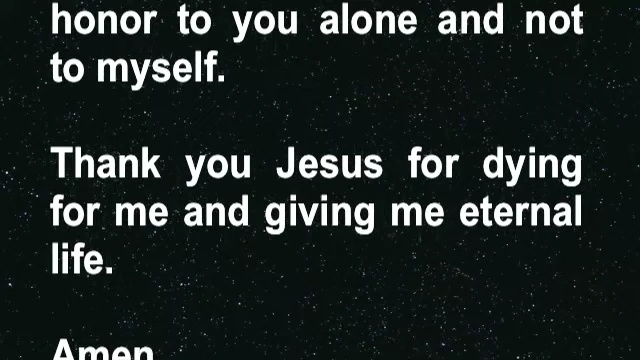 honor to you alone and not
to myself.
Thank you Jesus for dying
for me and giving me eternal
life.
Amen